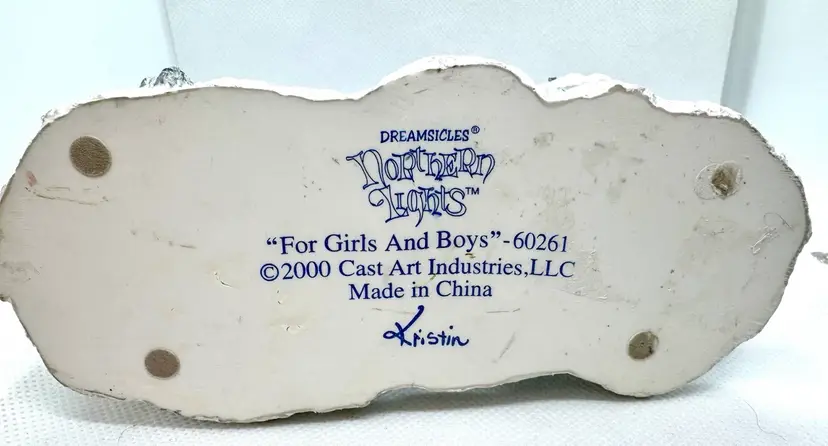 DREAMSICLES®
Northern
Lights™
“For Girls And Boys”-60261
©2000 Cast Art Industries,LLC
Made in China
Kristin